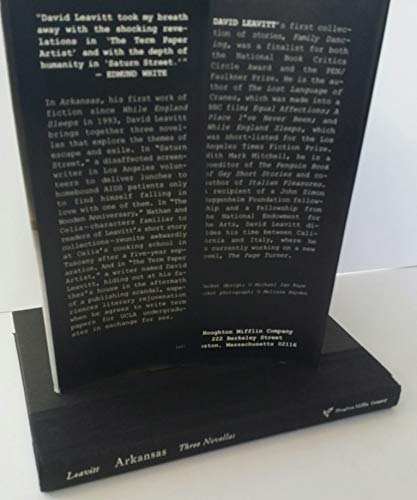 "David Leavitt took my breath
away with the shocking reve-
lations in 'The Term Paper
Artist' and with the depth of
humanity in 'Saturn Street.'"
— EDMUND WHITE
In Arkansas, his first work of
fiction since While England
Sleeps in 1993, David Leavitt
brings together three novel-
las that explore the themes of
escape and exile. In "Saturn
Street," a disaffected screen-
writer in Los Angeles volun-
teers to deliver lunches to
homebound AIDS patients only
to find himself falling in
love with one of them. In "The
Wooden Anniversary," Nathan and
Celia—characters familiar to
readers of Leavitt's short story
collections—reunite awkwardly
at Celia's cooking school in
Tuscany after a five-year sep-
aration. And in "The Term Paper
Artist," a writer named David
Leavitt, hiding out at his fa-
ther's house in the aftermath
of a publishing scandal, expe-
riences literary rejuvenation
when he agrees to write term
papers for UCLA undergradu-
ates in exchange for sex.
DAVID LEAVITT's first collec-
tion of stories, Family Danc-
ing, was a finalist for both
the National Book Critics
Circle Award and the PEN/
Faulkner Prize. He is the au-
thor of The Lost Language of
Cranes, which was made into a
BBC film; Equal Affections; A
Place I've Never Been; and
While England Sleeps, which
was short-listed for the Los
Angeles Times Fiction Prize.
With Mark Mitchell, he is a
coeditor of The Penguin Book
of Gay Short Stories and co-
author of Italian Pleasures.
A recipient of a John Simon
Guggenheim Foundation fellow-
ship and a fellowship from
the National Endowment for
the Arts, David Leavitt di-
vides his time between Cali-
fornia and Italy, where he
is currently working on a new
novel, The Page Turner.
Jacket design: © Michael Ian Kaye
Jacket photograph: © Melissa Hayden
Houghton Mifflin Company
222 Berkeley Street
Boston, Massachusetts 02116
Leavitt Arkansas Three Novellas
Houghton Mifflin Company